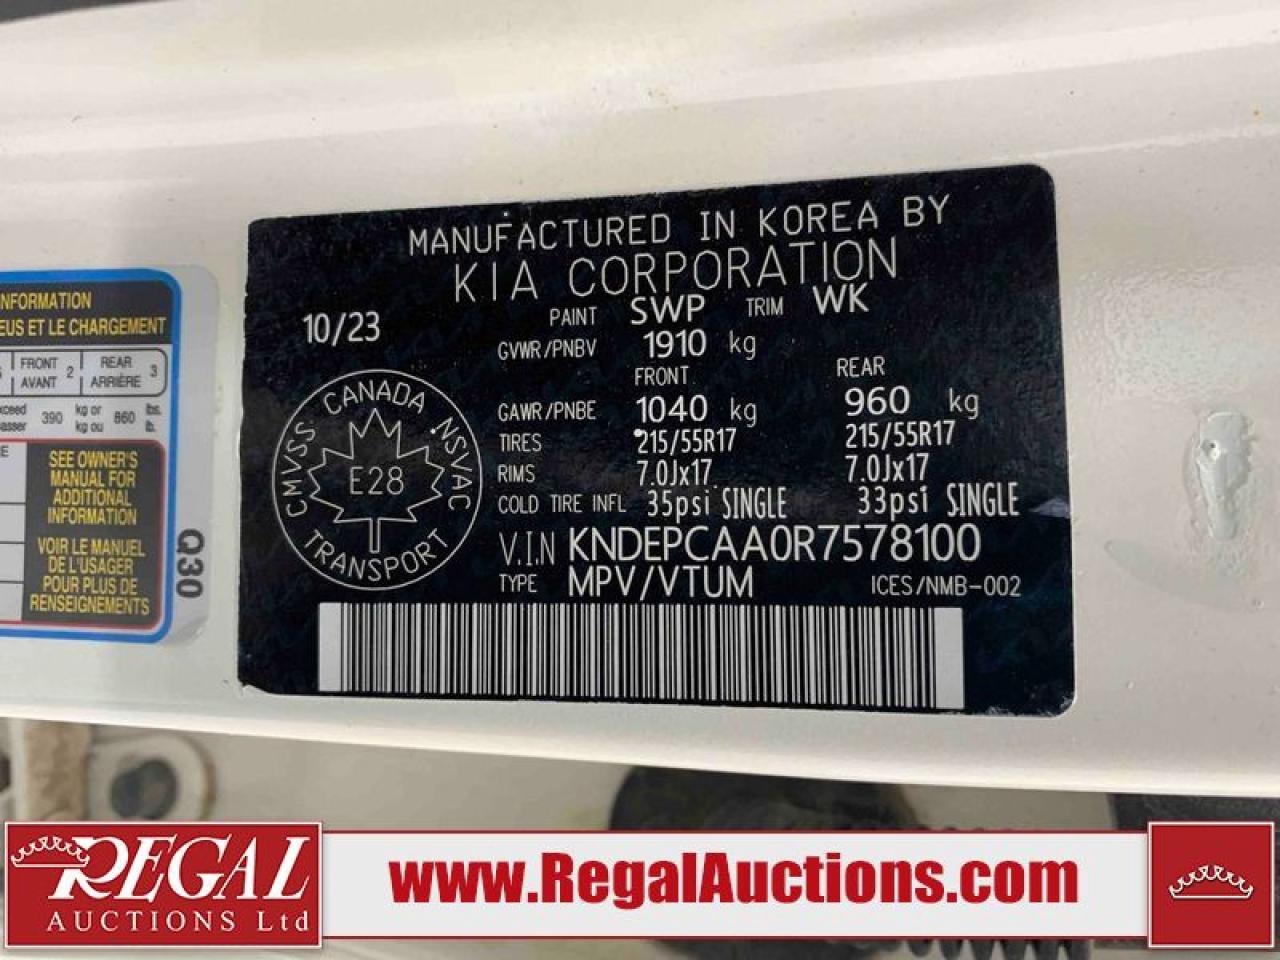 MANUFACTURED IN KOREA BY
KIA CORPORATION
10/23
PAINT SWP TRIM WK
GVWR/PNBV 1910 kg
FRONT REAR
GAWR/PNBE 1040 kg 960 kg
TIRES 215/55R17 215/55R17
RIMS 7.0Jx17 7.0Jx17
COLD TIRE INFL 35psi SINGLE 33psi SINGLE
V.I.N KNDEPCAA0R7578100
TYPE MPV/VTUM ICES/NMB-002
CANADA
CMVSS NSVAC
E28
TRANSPORT
NFORMATION
EUS ET LE CHARGEMENT
FRONT 2 REAR 3
AVANT ARRIÈRE
390 kg or 860 lbs.
kg ou lb.
SEE OWNER'S
MANUAL FOR
ADDITIONAL
INFORMATION
VOIR LE MANUEL
DE L'USAGER
POUR PLUS DE
RENSEIGNEMENTS
Q30
REGAL
AUCTIONS Ltd
www.RegalAuctions.com